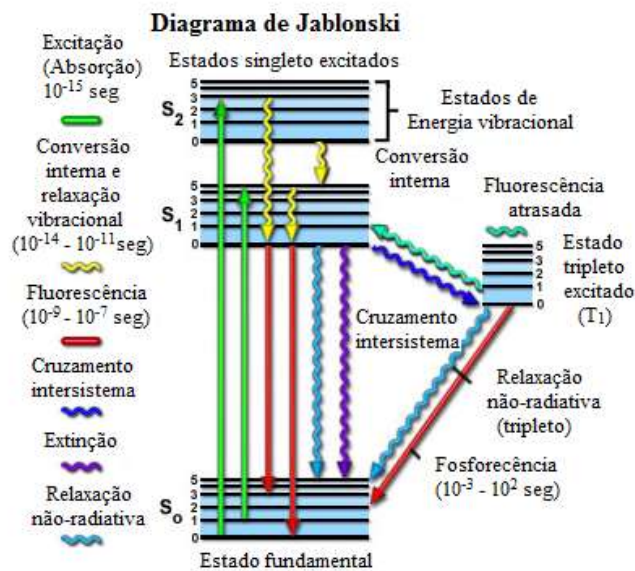 Diagrama de Jablonski
Excitação
(Absorção)
10⁻¹⁵ seg
Conversão
interna e
relaxação
vibracional
(10⁻¹⁴ - 10⁻¹¹seg)
Fluorescência
(10⁻⁹ - 10⁻⁷ seg)
Cruzamento
intersistema
Extinção
Relaxação
não-radiativa
Estados singleto excitados
S₂
5
3
2
1
0
Estados de
Energia vibracional
Conversão
interna
S₁
5
3
2
1
0
Fluorescência
atrasada
5
3
2
1
0
Estado
tripleto
excitado
(T₁)
Cruzamento
intersistema
Relaxação
não-radiativa
(tripleto)
Fosforecência
(10⁻³ - 10² seg)
Sₒ
5
3
2
1
0
Estado fundamental